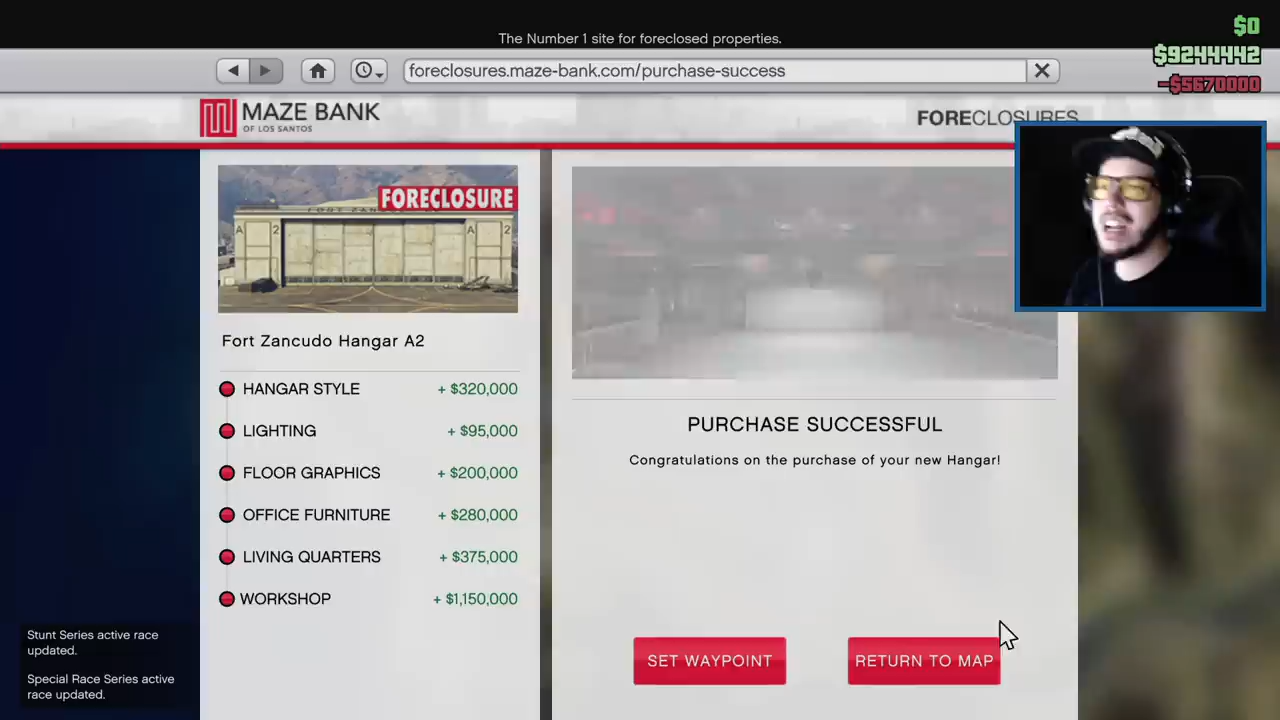 The Number 1 site for foreclosed properties.
$0
$9244442
-$5670000
foreclosures.maze-bank.com/purchase-success
MAZE BANK
OF LOS SANTOS
FORECLOSURES
FORECLOSURE
A 2
A 2
Fort Zancudo Hangar A2
HANGAR STYLE + $320,000
LIGHTING + $95,000
FLOOR GRAPHICS + $200,000
OFFICE FURNITURE + $280,000
LIVING QUARTERS + $375,000
WORKSHOP + $1,150,000
PURCHASE SUCCESSFUL
Congratulations on the purchase of your new Hangar!
SET WAYPOINT
RETURN TO MAP
Stunt Series active race
updated.
Special Race Series active
race updated.